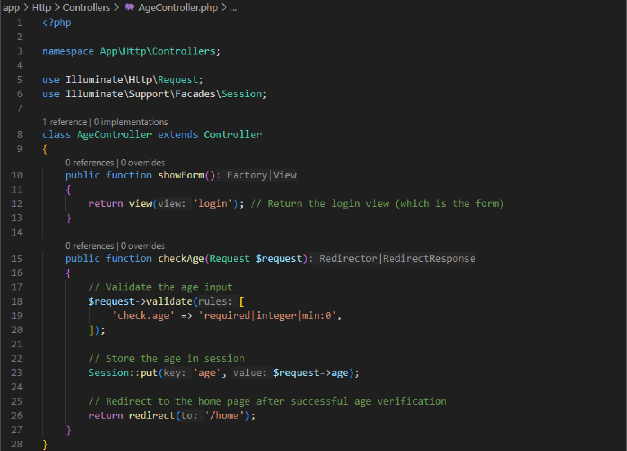 app > Http > Controllers > AgeController.php > ...
1 <?php
2
3 namespace App\Http\Controllers;
4
5 use Illuminate\Http\Request;
6 use Illuminate\Support\Facades\Session;
7
1 reference | 0 implementations
8 class AgeController extends Controller
9 {
0 references | 0 overrides
10 public function showForm(): Factory|View
11 {
12 return view(view: 'login'); // Return the login view (which is the form)
13 }
14
0 references | 0 overrides
15 public function checkAge(Request $request): Redirector|RedirectResponse
16 {
17 // Validate the age input
18 $request->validate(rules: [
19 'check.age' => 'required|integer|min:0',
20 ]);
21
22 // Store the age in session
23 Session::put(key: 'age', value: $request->age);
24
25 // Redirect to the home page after successful age verification
26 return redirect(to: '/home');
27 }
28 }